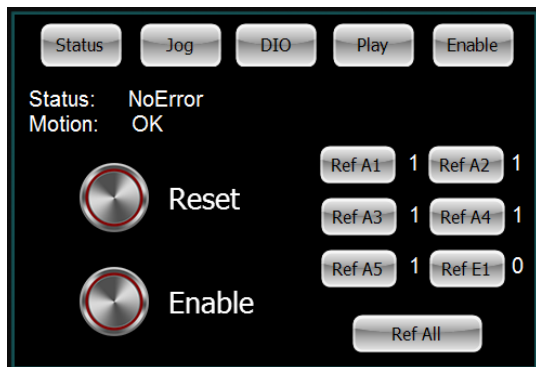 Status Jog DIO Play Enable
Status: NoError
Motion: OK
Ref A1 1 Ref A2 1
Reset
Ref A3 1 Ref A4 1
Ref A5 1 Ref E1 0
Enable
Ref All